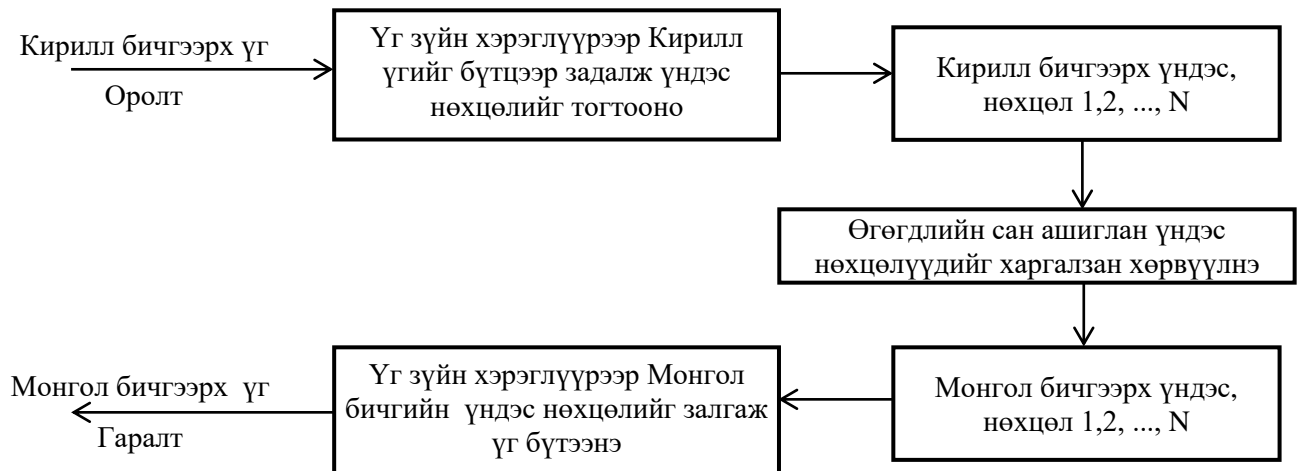 Кирилл бичгээрх үг
Оролт
Үг зүйн хэрэглүүрээр Кирилл
үгийг бүтцээр задалж үндэс
нөхцөлийг тогтооно
Кирилл бичгээрх үндэс,
нөхцөл 1,2, ..., N
Өгөгдлийн сан ашиглан үндэс
нөхцөлүүдийг харгалзан хөрвүүлнэ
Монгол бичгээрх үндэс,
нөхцөл 1,2, ..., N
Үг зүйн хэрэглүүрээр Монгол
бичгийн үндэс нөхцөлийг залгаж
үг бүтээнэ
Монгол бичгээрх үг
Гаралт